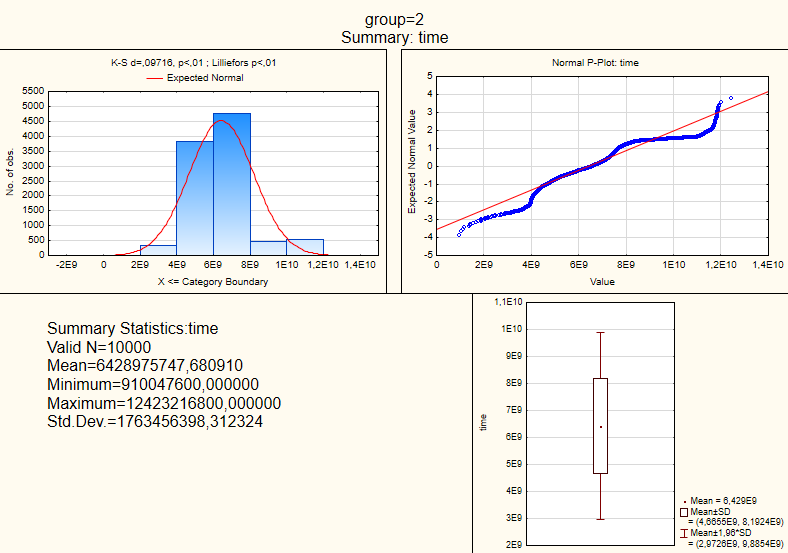 group=2
Summary: time
K-S d=,09716, p<,01 ; Lilliefors p<,01
Expected Normal
5500
5000
4500
4000
3500
3000
2500
2000
1500
1000
500
0
No. of obs.
-2E9 0 2E9 4E9 6E9 8E9 1E10 1,2E10 1,4E10
X <= Category Boundary
Normal P-Plot: time
5
4
3
2
1
0
-1
-2
-3
-4
-5
Expected Normal Value
0 2E9 4E9 6E9 8E9 1E10 1,2E10 1,4E10
Value
Summary Statistics:time
Valid N=10000
Mean=6428975747,680910
Minimum=910047600,000000
Maximum=12423216800,000000
Std.Dev.=1763456398,312324
1,1E10
1E10
9E9
8E9
7E9
6E9
5E9
4E9
3E9
2E9
time
Mean = 6,429E9
Mean±SD
= (4,6655E9, 8,1924E9)
Mean±1,96*SD
= (2,9726E9, 9,8854E9)